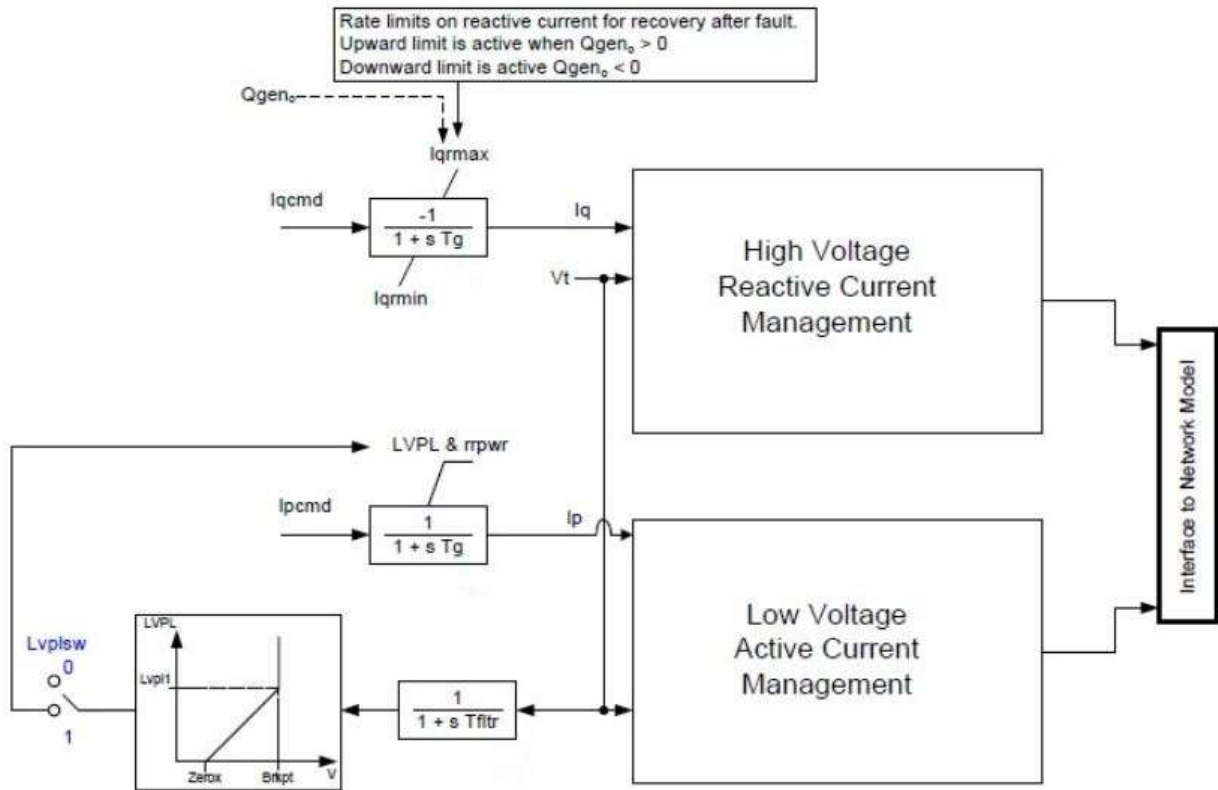 Rate limits on reactive current for recovery after fault.
Upward limit is active when Qgenₒ > 0
Downward limit is active Qgenₒ < 0
Qgenₒ
Iqrmax
Iqcmd
-1
1 + s Tg
Iq
Iqrmin
Vt
High Voltage
Reactive Current
Management
Interface to Network Model
LVPL & rrpwr
Ipcmd
1
1 + s Tg
Ip
Low Voltage
Active Current
Management
Lvplsw
0
1
LVPL
Lvpl1
Zerox
Brkpt
V
1
1 + s Tfltr